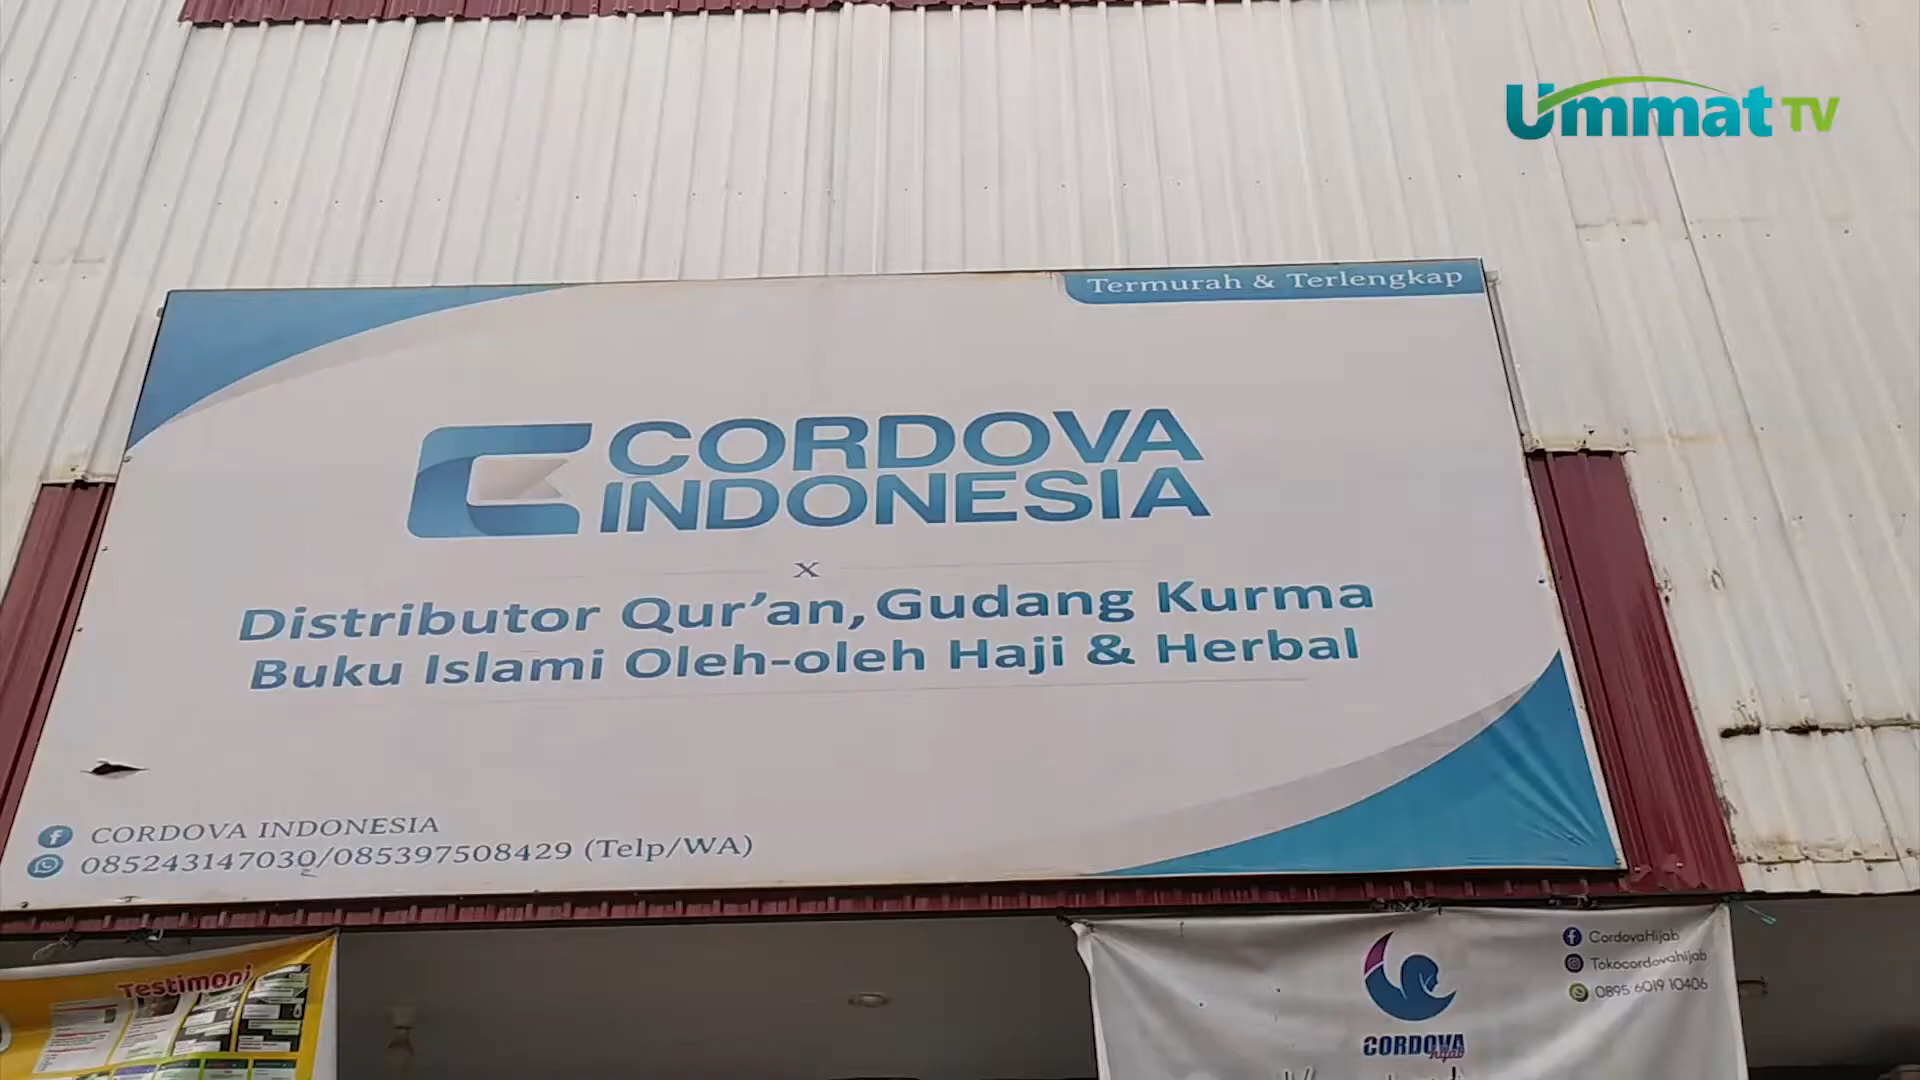 Ummat TV
Termurah & Terlengkap
CORDOVA
INDONESIA
x
Distributor Qur'an, Gudang Kurma
Buku Islami Oleh-oleh Haji & Herbal
CORDOVA INDONESIA
085243147030/085397508429 (Telp/WA)
Testimoni
CordovaHijab
Tokocordovahijab
0895 6019 10406
CORDOVA
hijab